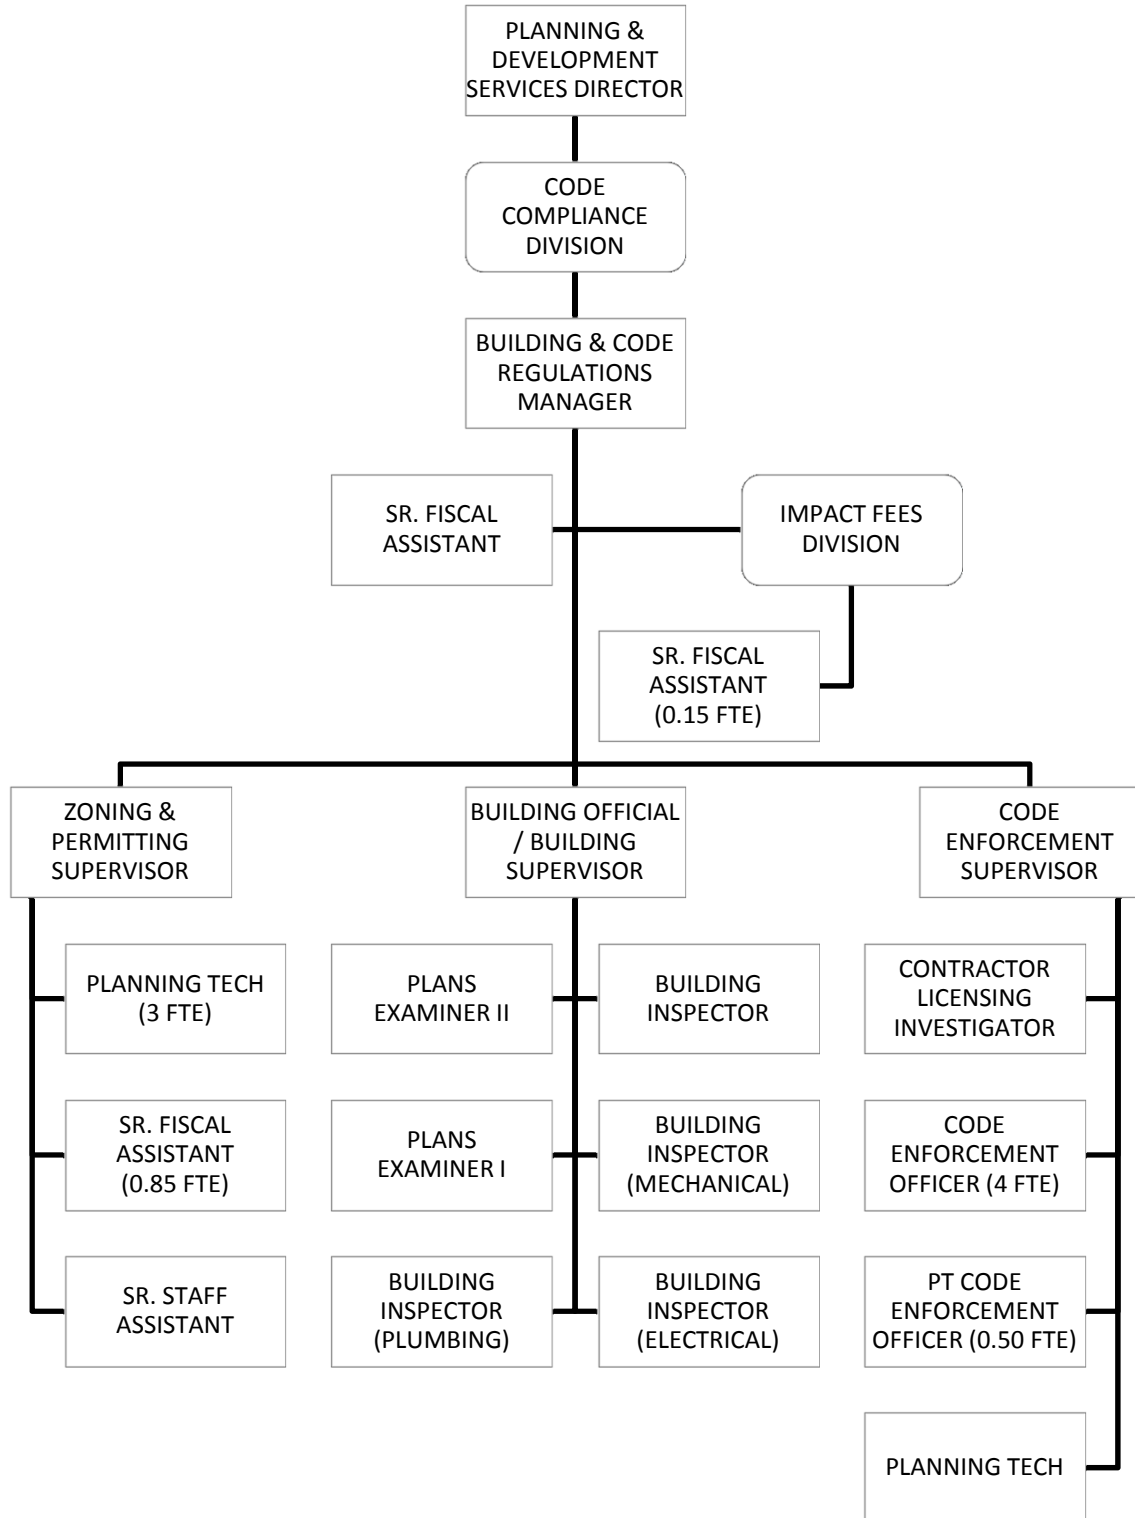 PLANNING &
DEVELOPMENT
SERVICES DIRECTOR
CODE
COMPLIANCE
DIVISION
BUILDING & CODE
REGULATIONS
MANAGER
SR. FISCAL
ASSISTANT
IMPACT FEES
DIVISION
SR. FISCAL
ASSISTANT
(0.15 FTE)
ZONING &
PERMITTING
SUPERVISOR
BUILDING OFFICIAL
/ BUILDING
SUPERVISOR
CODE
ENFORCEMENT
SUPERVISOR
PLANNING TECH
(3 FTE)
PLANS
EXAMINER II
BUILDING
INSPECTOR
CONTRACTOR
LICENSING
INVESTIGATOR
SR. FISCAL
ASSISTANT
(0.85 FTE)
PLANS
EXAMINER I
BUILDING
INSPECTOR
(MECHANICAL)
CODE
ENFORCEMENT
OFFICER (4 FTE)
SR. STAFF
ASSISTANT
BUILDING
INSPECTOR
(PLUMBING)
BUILDING
INSPECTOR
(ELECTRICAL)
PT CODE
ENFORCEMENT
OFFICER (0.50 FTE)
PLANNING TECH